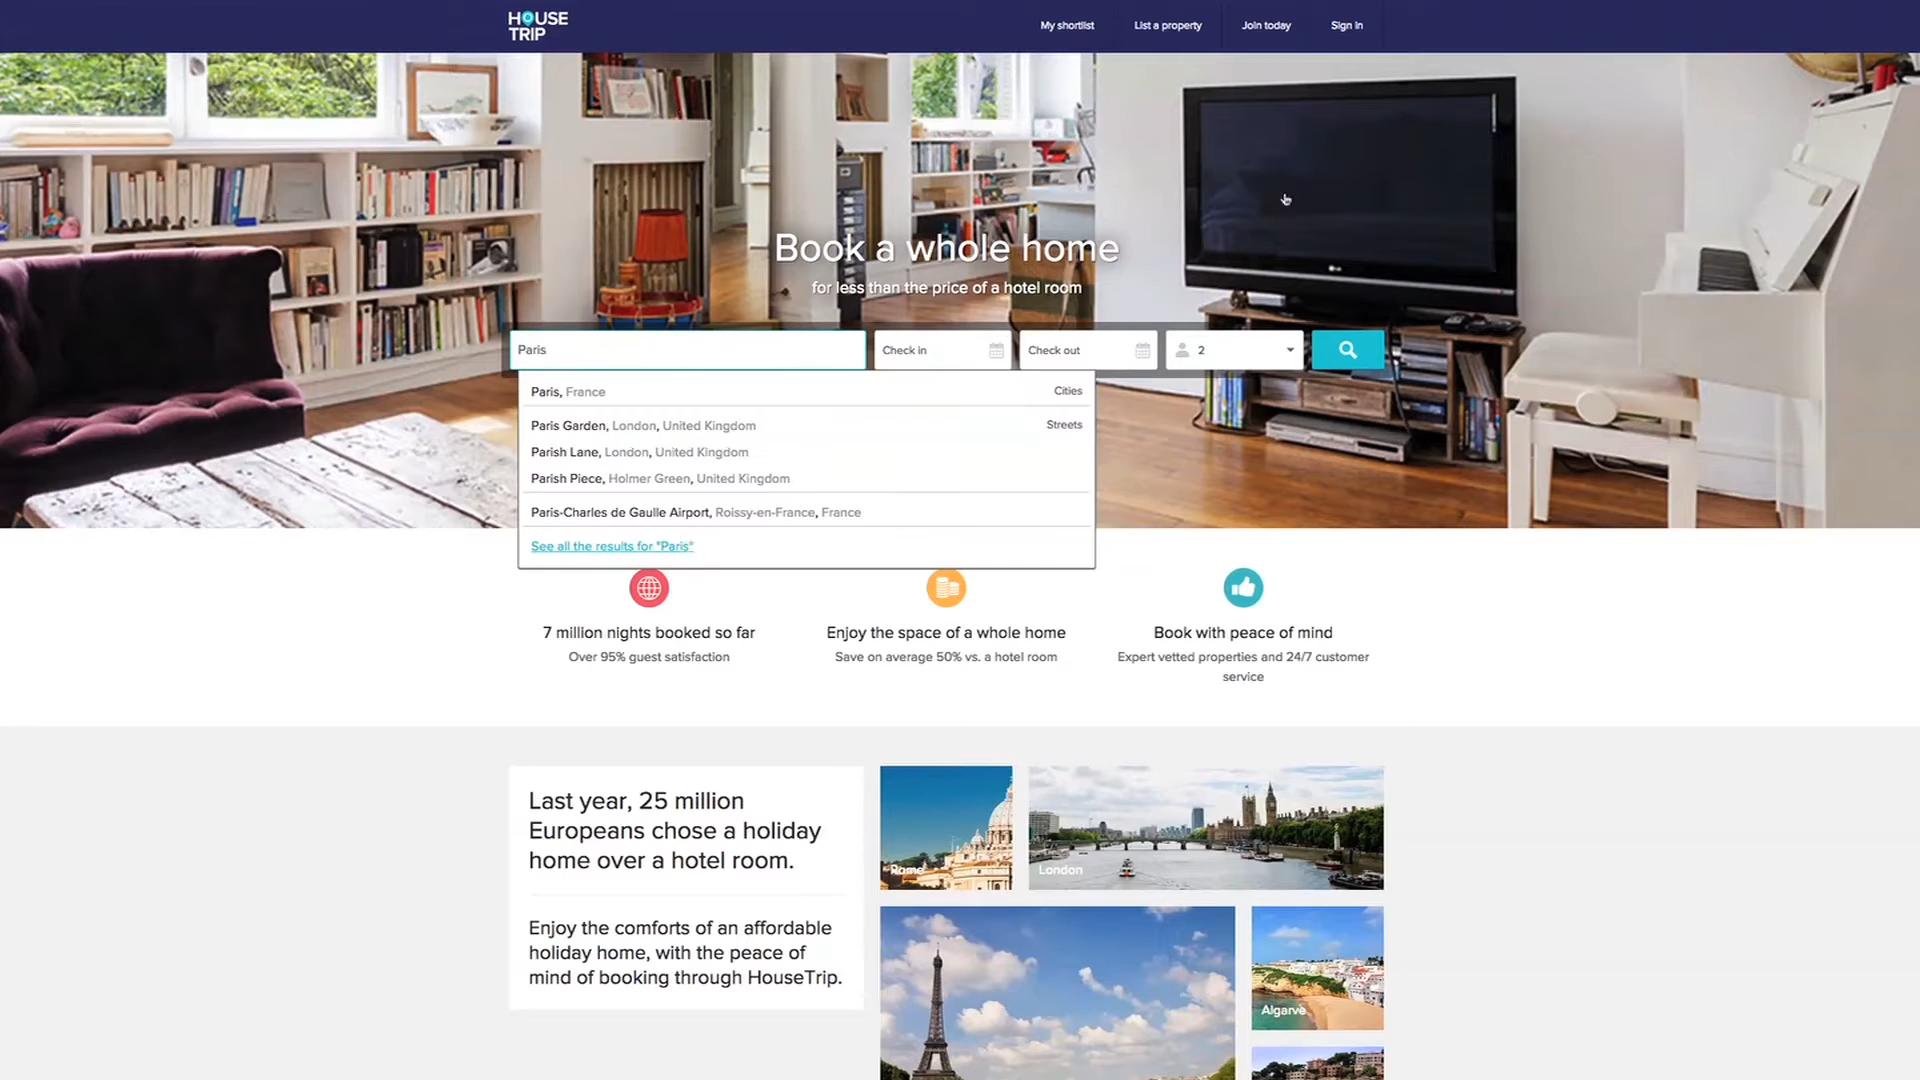 HOUSE
TRIP
My shortlist
List a property
Join today
Sign in
Book a whole home
for less than the price of a hotel room
Paris
Check in
Check out
2
Paris, France
Cities
Paris Garden, London, United Kingdom
Streets
Parish Lane, London, United Kingdom
Parish Piece, Holmer Green, United Kingdom
Paris-Charles de Gaulle Airport, Roissy-en-France, France
See all the results for "Paris"
7 million nights booked so far
Over 95% guest satisfaction
Enjoy the space of a whole home
Save on average 50% vs. a hotel room
Book with peace of mind
Expert vetted properties and 24/7 customer
service
Last year, 25 million
Europeans chose a holiday
home over a hotel room.
Enjoy the comforts of an affordable
holiday home, with the peace of
mind of booking through HouseTrip.
Rome
London
Algarve